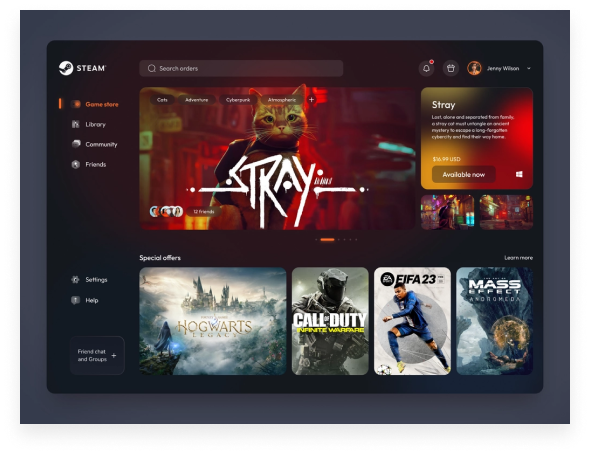 STEAM
Search orders
Jenny Wilson
Game store
Library
Community
Friends
Settings
Help
Friend chat
and Groups
Cats
Adventure
Cyberpunk
Atmospheric
STRAY
12 friends
Stray
Lost, alone and separated from family,
a stray cat must untangle an ancient
mystery to escape a long-forgotten
cybercity and find their way home.
$16.99 USD
Available now
Special offers
Learn more
HOGWARTS
LEGACY
CALL OF DUTY
INFINITE WARFARE
EA
FIFA 23
MASS
EFFECT
ANDROMEDA